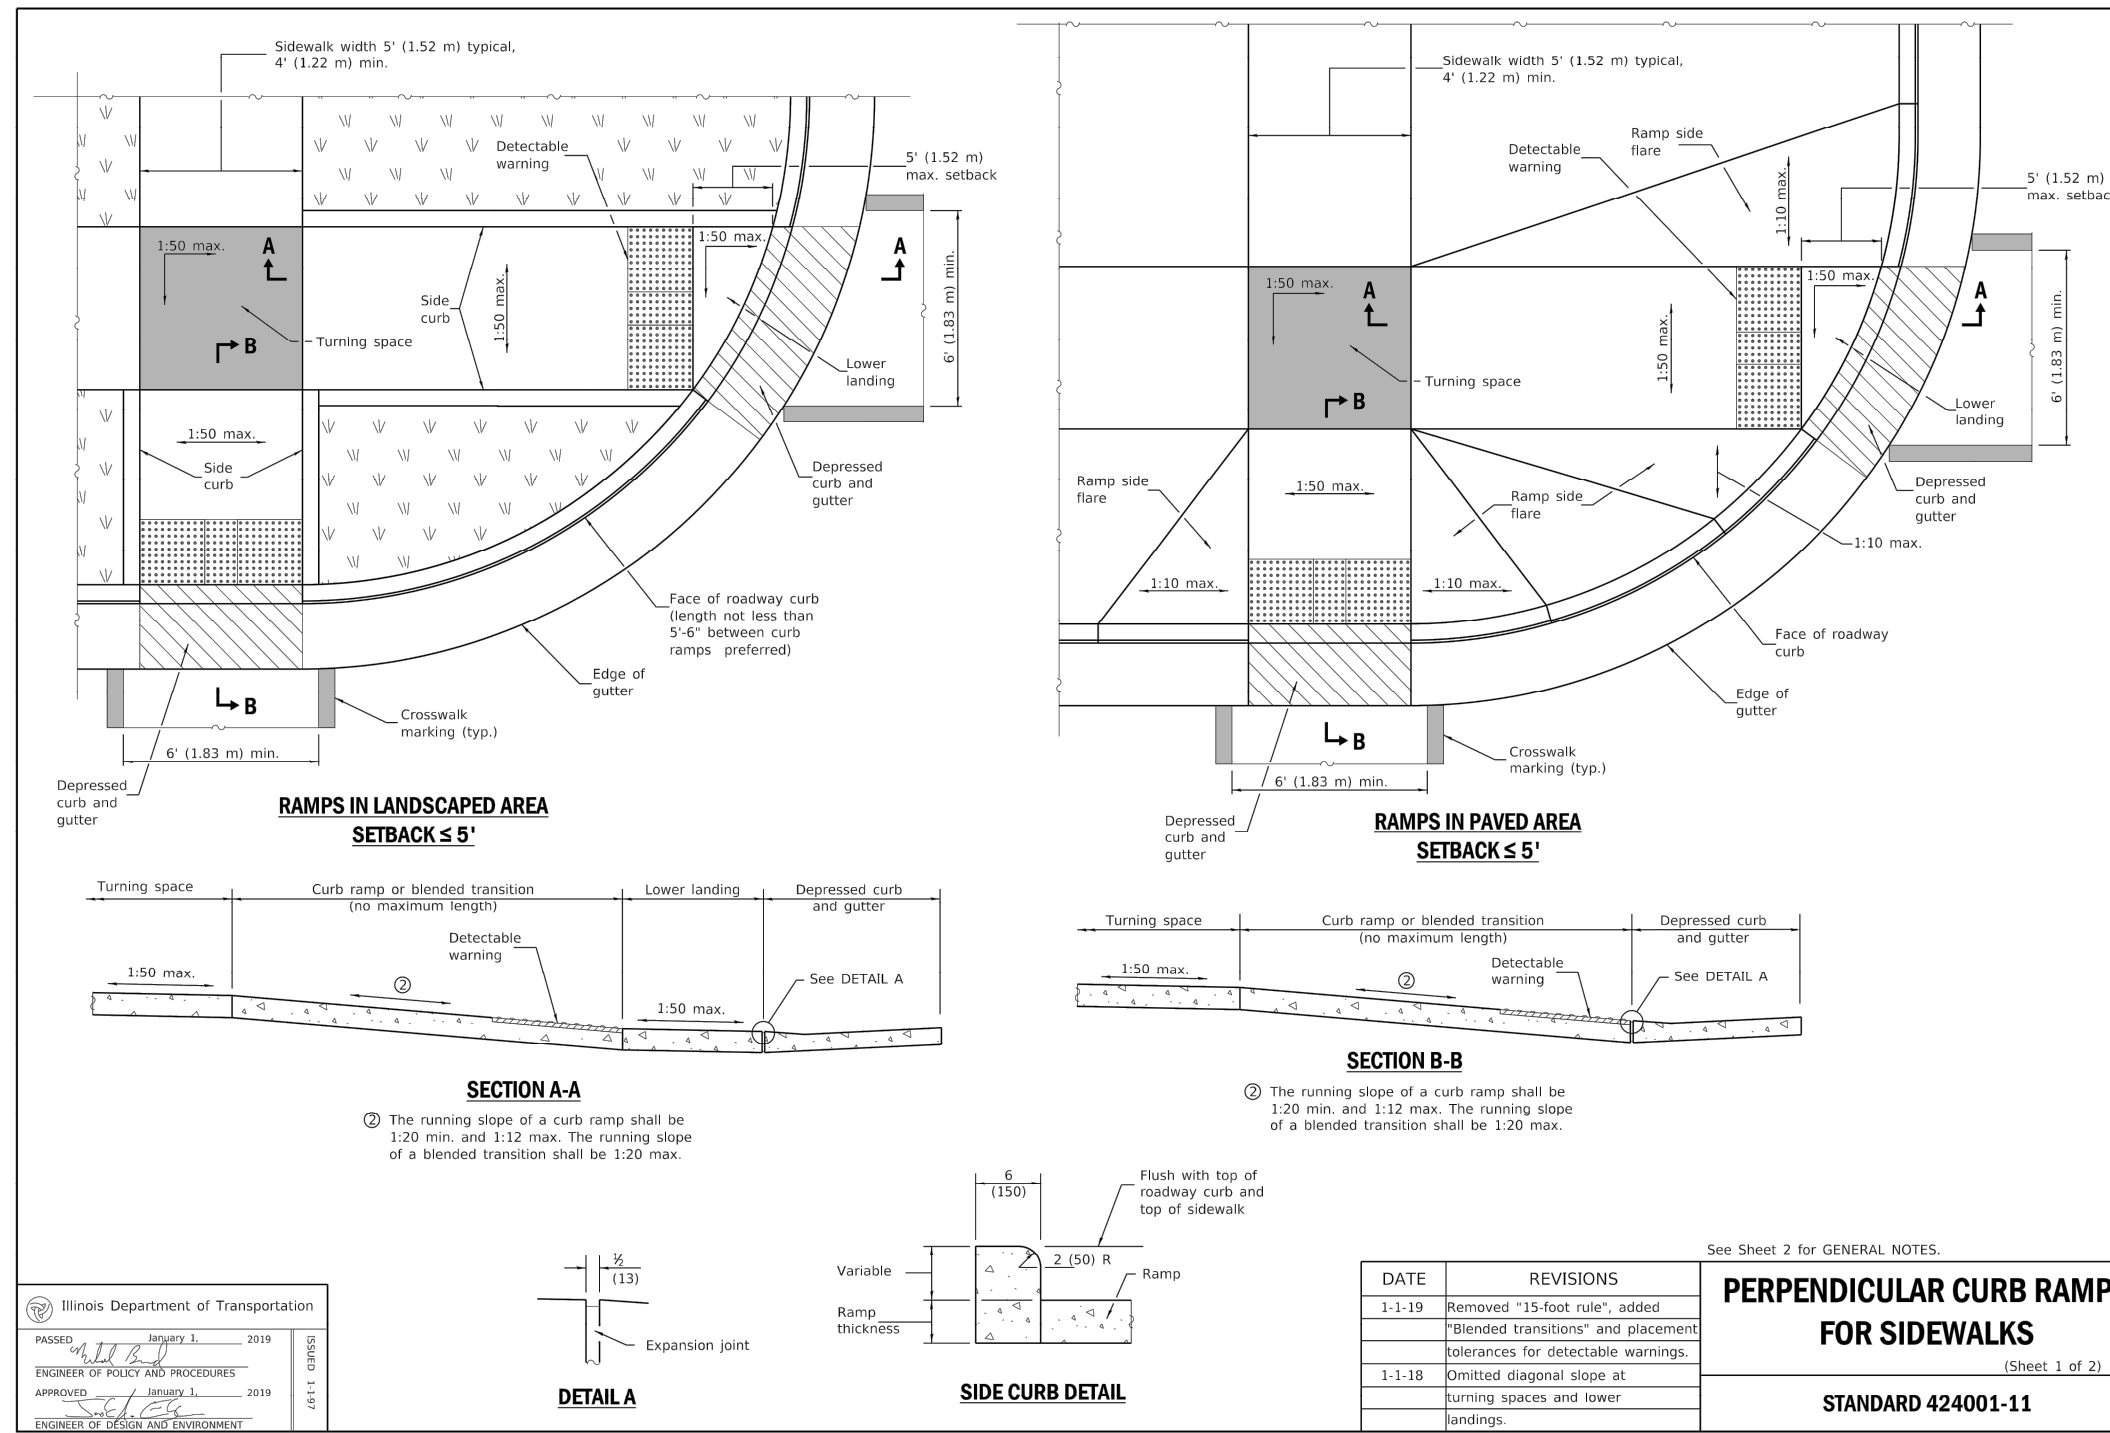 Sidewalk width 5' (1.52 m) typical,
4' (1.22 m) min.
Detectable
warning
5' (1.52 m)
max. setback
1:50 max.
A
1:50 max.
A
Side
curb
1:50 max.
6' (1.83 m) min.
B
Turning space
Lower
landing
1:50 max.
Side
curb
Depressed
curb and
gutter
Face of roadway curb
(length not less than
5'-6" between curb
ramps preferred)
Edge of
gutter
B
Crosswalk
marking (typ.)
6' (1.83 m) min.
Depressed
curb and
gutter
RAMPS IN LANDSCAPED AREA
SETBACK ≤ 5'
Sidewalk width 5' (1.52 m) typical,
4' (1.22 m) min.
Ramp side
flare
Detectable
warning
1:10 max.
5' (1.52 m)
max. setbac
1:50 max.
A
1:50 max.
A
1:50 max.
6' (1.83 m) min.
Turning space
B
Lower
landing
Ramp side
flare
1:50 max.
Ramp side
flare
Depressed
curb and
gutter
1:10 max.
1:10 max.
1:10 max.
Face of roadway
curb
Edge of
gutter
B
Crosswalk
marking (typ.)
6' (1.83 m) min.
Depressed
curb and
gutter
RAMPS IN PAVED AREA
SETBACK ≤ 5'
Turning space
Curb ramp or blended transition
(no maximum length)
Lower landing
Depressed curb
and gutter
Detectable
warning
1:50 max.
2
See DETAIL A
1:50 max.
SECTION A-A
② The running slope of a curb ramp shall be
1:20 min. and 1:12 max. The running slope
of a blended transition shall be 1:20 max.
Turning space
Curb ramp or blended transition
(no maximum length)
Depressed curb
and gutter
1:50 max.
2
Detectable
warning
See DETAIL A
SECTION B-B
② The running slope of a curb ramp shall be
1:20 min. and 1:12 max. The running slope
of a blended transition shall be 1:20 max.
½
(13)
Expansion joint
DETAIL A
6
(150)
Flush with top of
roadway curb and
top of sidewalk
Variable
2 (50) R
Ramp
Ramp
thickness
SIDE CURB DETAIL
Illinois Department of Transportation
PASSED January 1, 2019
ENGINEER OF POLICY AND PROCEDURES
APPROVED January 1, 2019
ENGINEER OF DESIGN AND ENVIRONMENT
ISSUED 1-1-97
See Sheet 2 for GENERAL NOTES.
DATE REVISIONS
1-1-19 Removed "15-foot rule", added
"Blended transitions" and placement
tolerances for detectable warnings.
1-1-18 Omitted diagonal slope at
turning spaces and lower
landings.
PERPENDICULAR CURB RAMP
FOR SIDEWALKS
(Sheet 1 of 2)
STANDARD 424001-11